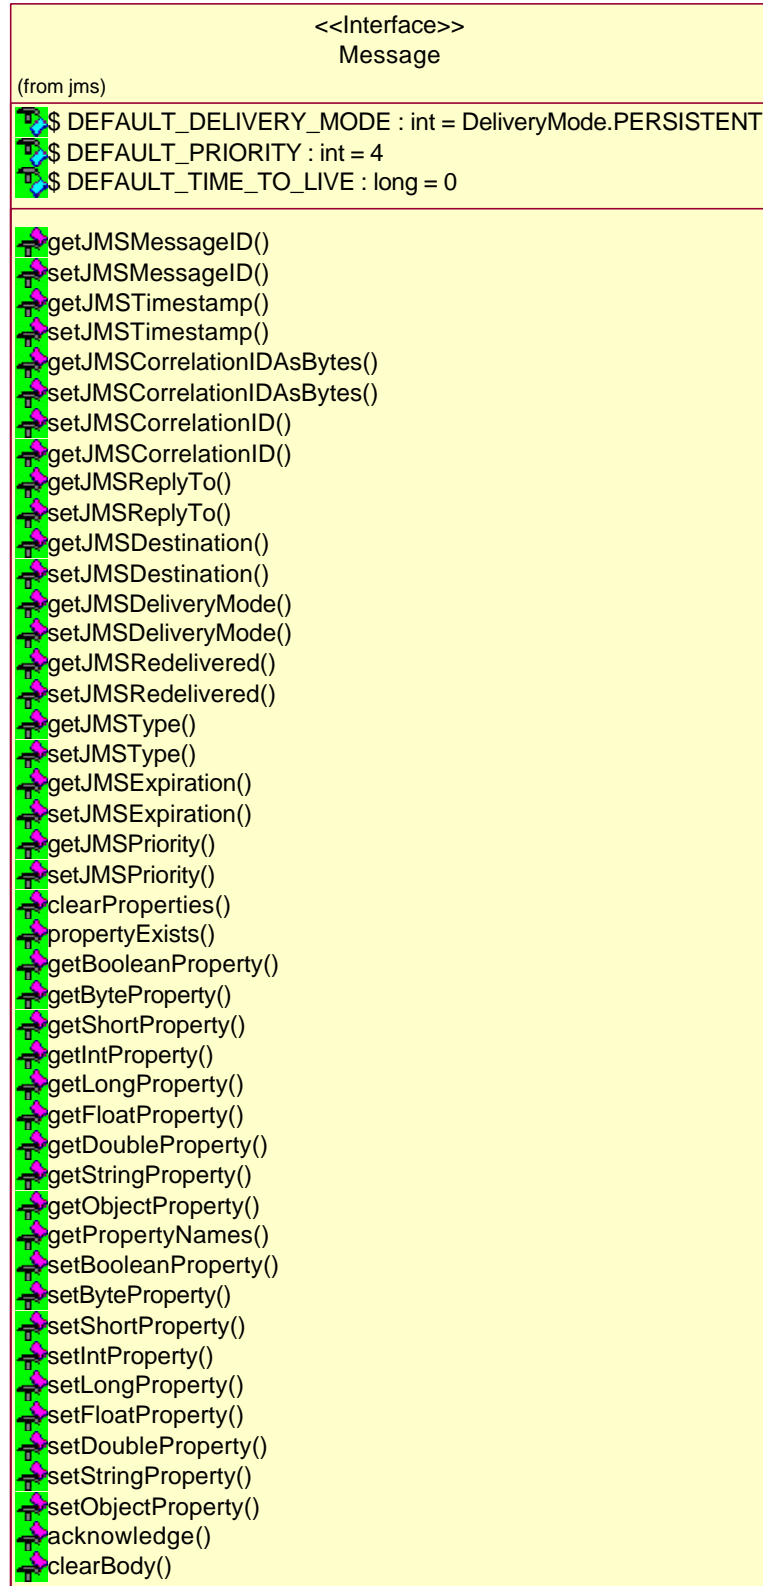 <<Interface>>
Message
(from jms)
$ DEFAULT_DELIVERY_MODE : int = DeliveryMode.PERSISTENT
$ DEFAULT_PRIORITY : int = 4
$ DEFAULT_TIME_TO_LIVE : long = 0
getJMSMessageID()
setJMSMessageID()
getJMSTimestamp()
setJMSTimestamp()
getJMSCorrelationIDAsBytes()
setJMSCorrelationIDAsBytes()
setJMSCorrelationID()
getJMSCorrelationID()
getJMSReplyTo()
setJMSReplyTo()
getJMSDestination()
setJMSDestination()
getJMSDeliveryMode()
setJMSDeliveryMode()
getJMSRedelivered()
setJMSRedelivered()
getJMSType()
setJMSType()
getJMSExpiration()
setJMSExpiration()
getJMSPriority()
setJMSPriority()
clearProperties()
propertyExists()
getBooleanProperty()
getByteProperty()
getShortProperty()
getIntProperty()
getLongProperty()
getFloatProperty()
getDoubleProperty()
getStringProperty()
getObjectProperty()
getPropertyNames()
setBooleanProperty()
setByteProperty()
setShortProperty()
setIntProperty()
setLongProperty()
setFloatProperty()
setDoubleProperty()
setStringProperty()
setObjectProperty()
acknowledge()
clearBody()